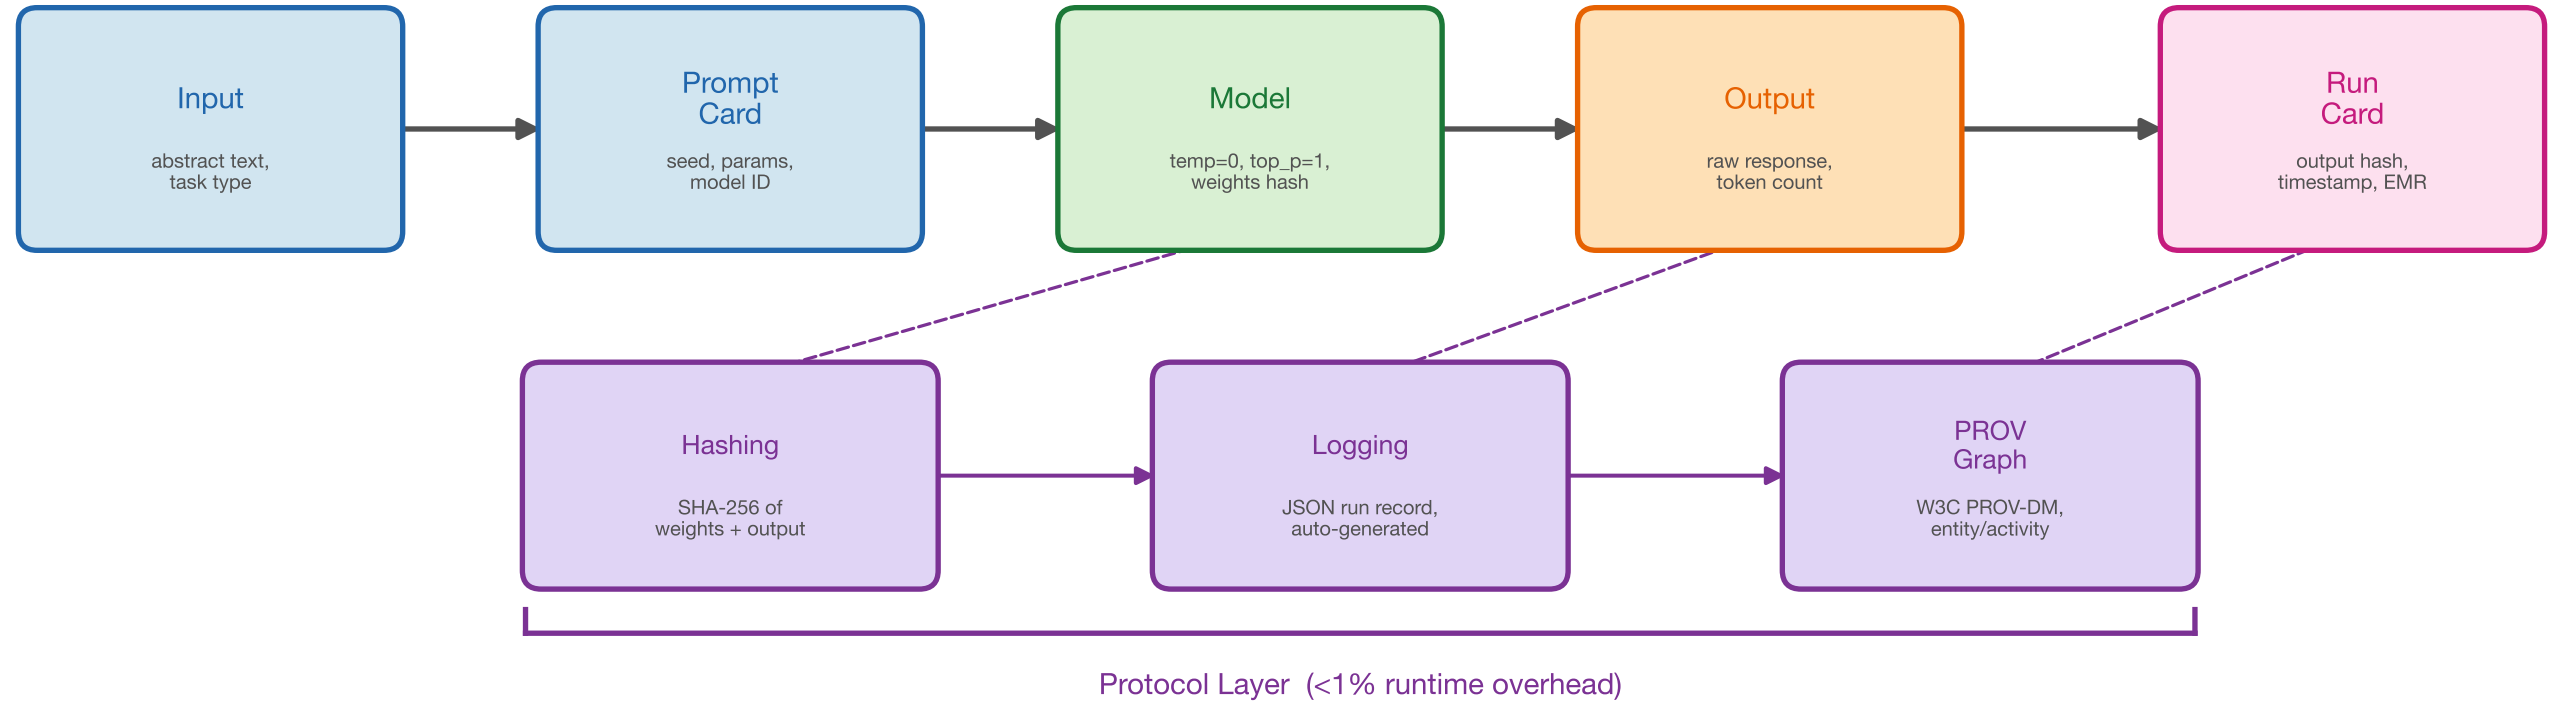 Input
abstract text,
task type
Prompt
Card
seed, params,
model ID
Model
temp=0, top_p=1,
weights hash
Output
raw response,
token count
Run
Card
output hash,
timestamp, EMR
Hashing
SHA-256 of
weights + output
Logging
JSON run record,
auto-generated
PROV
Graph
W3C PROV-DM,
entity/activity
Protocol Layer (<1% runtime overhead)